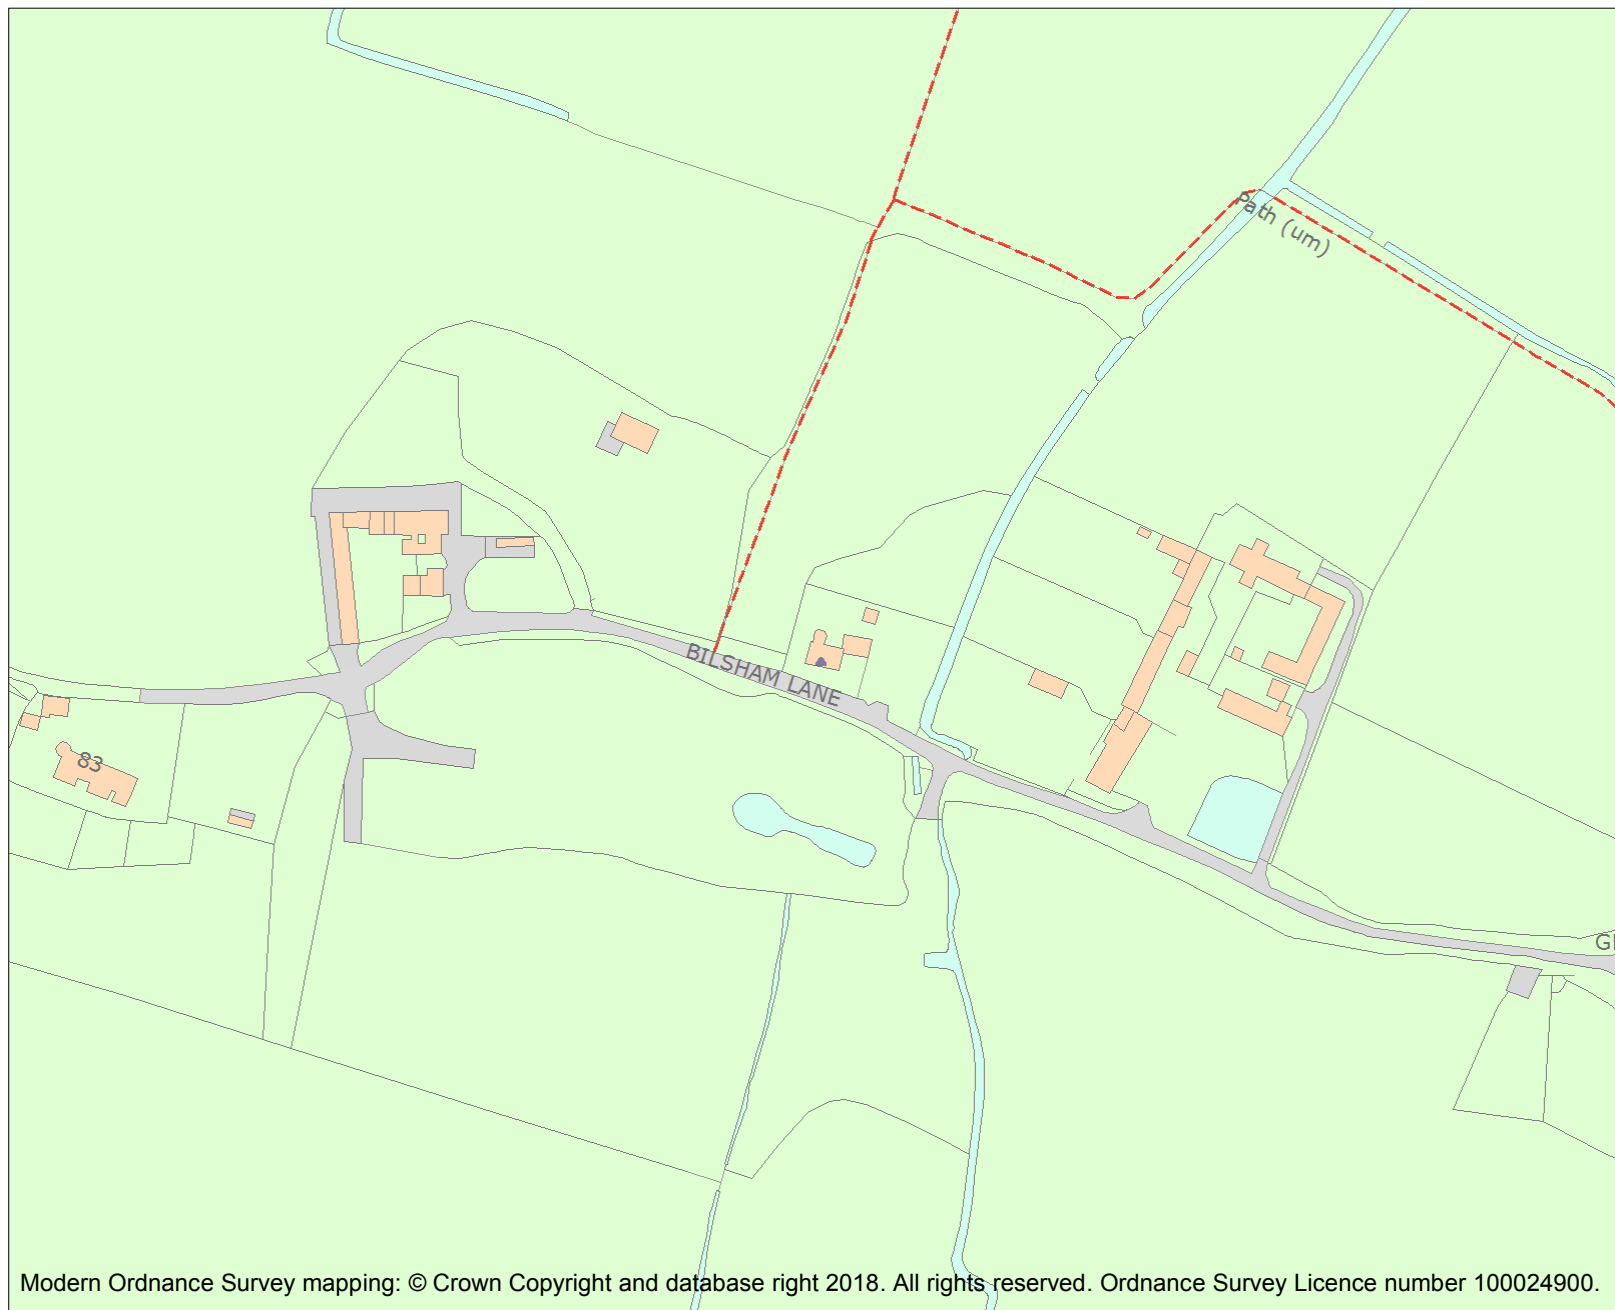 Path (um)
BILSHAM LANE
83
Modern Ordnance Survey mapping: © Crown Copyright and database right 2018. All rights reserved. Ordnance Survey Licence number 100024900.